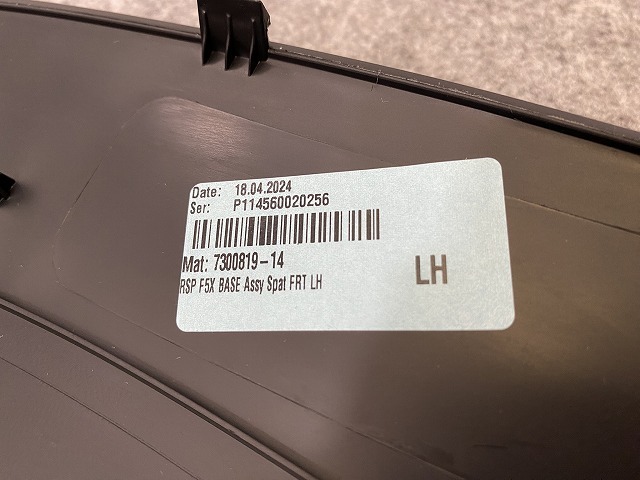 Date: 18.04.2024
Ser: P114560020256
Mat: 7300819-14
RSP F5X BASE Assy Spat FRT LH
LH